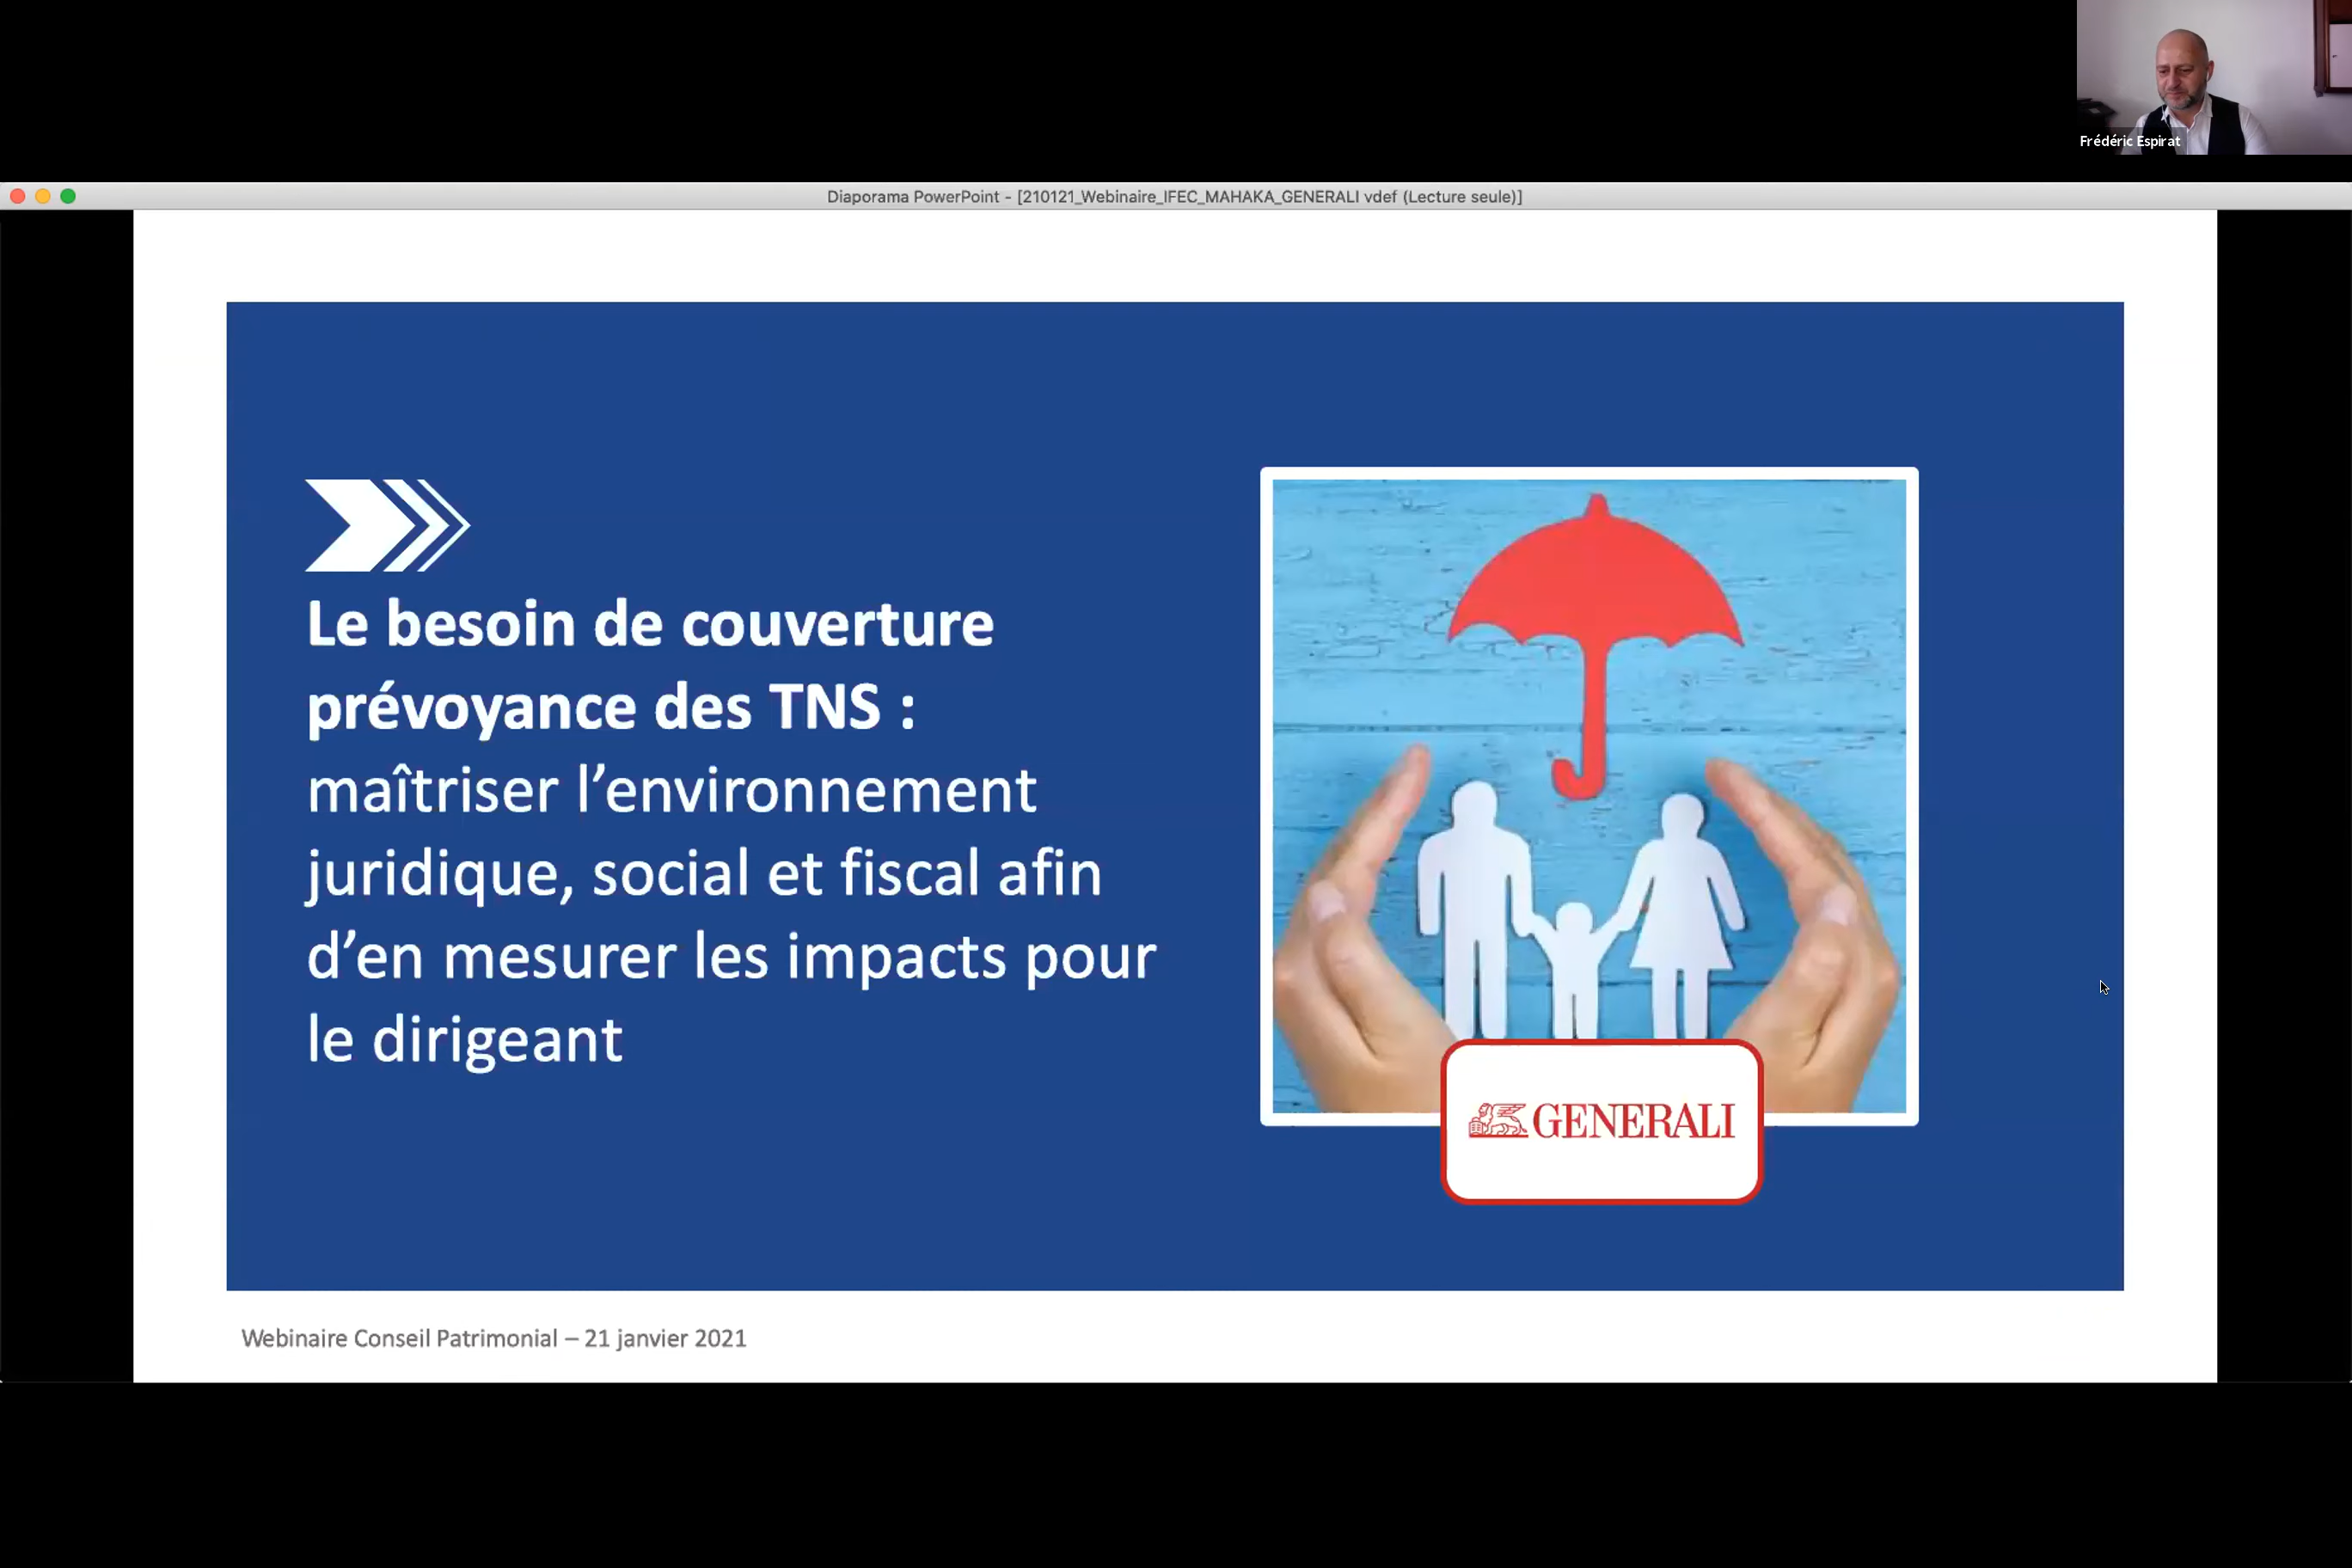 Frédéric Espirat
Diaporama PowerPoint - [210121_Webinaire_IFEC_MAHAKA_GENERALI vdef (Lecture seule)]
Le besoin de couverture
prévoyance des TNS :
maîtriser l’environnement
juridique, social et fiscal afin
d’en mesurer les impacts pour
le dirigeant
GENERALI
Webinaire Conseil Patrimonial – 21 janvier 2021